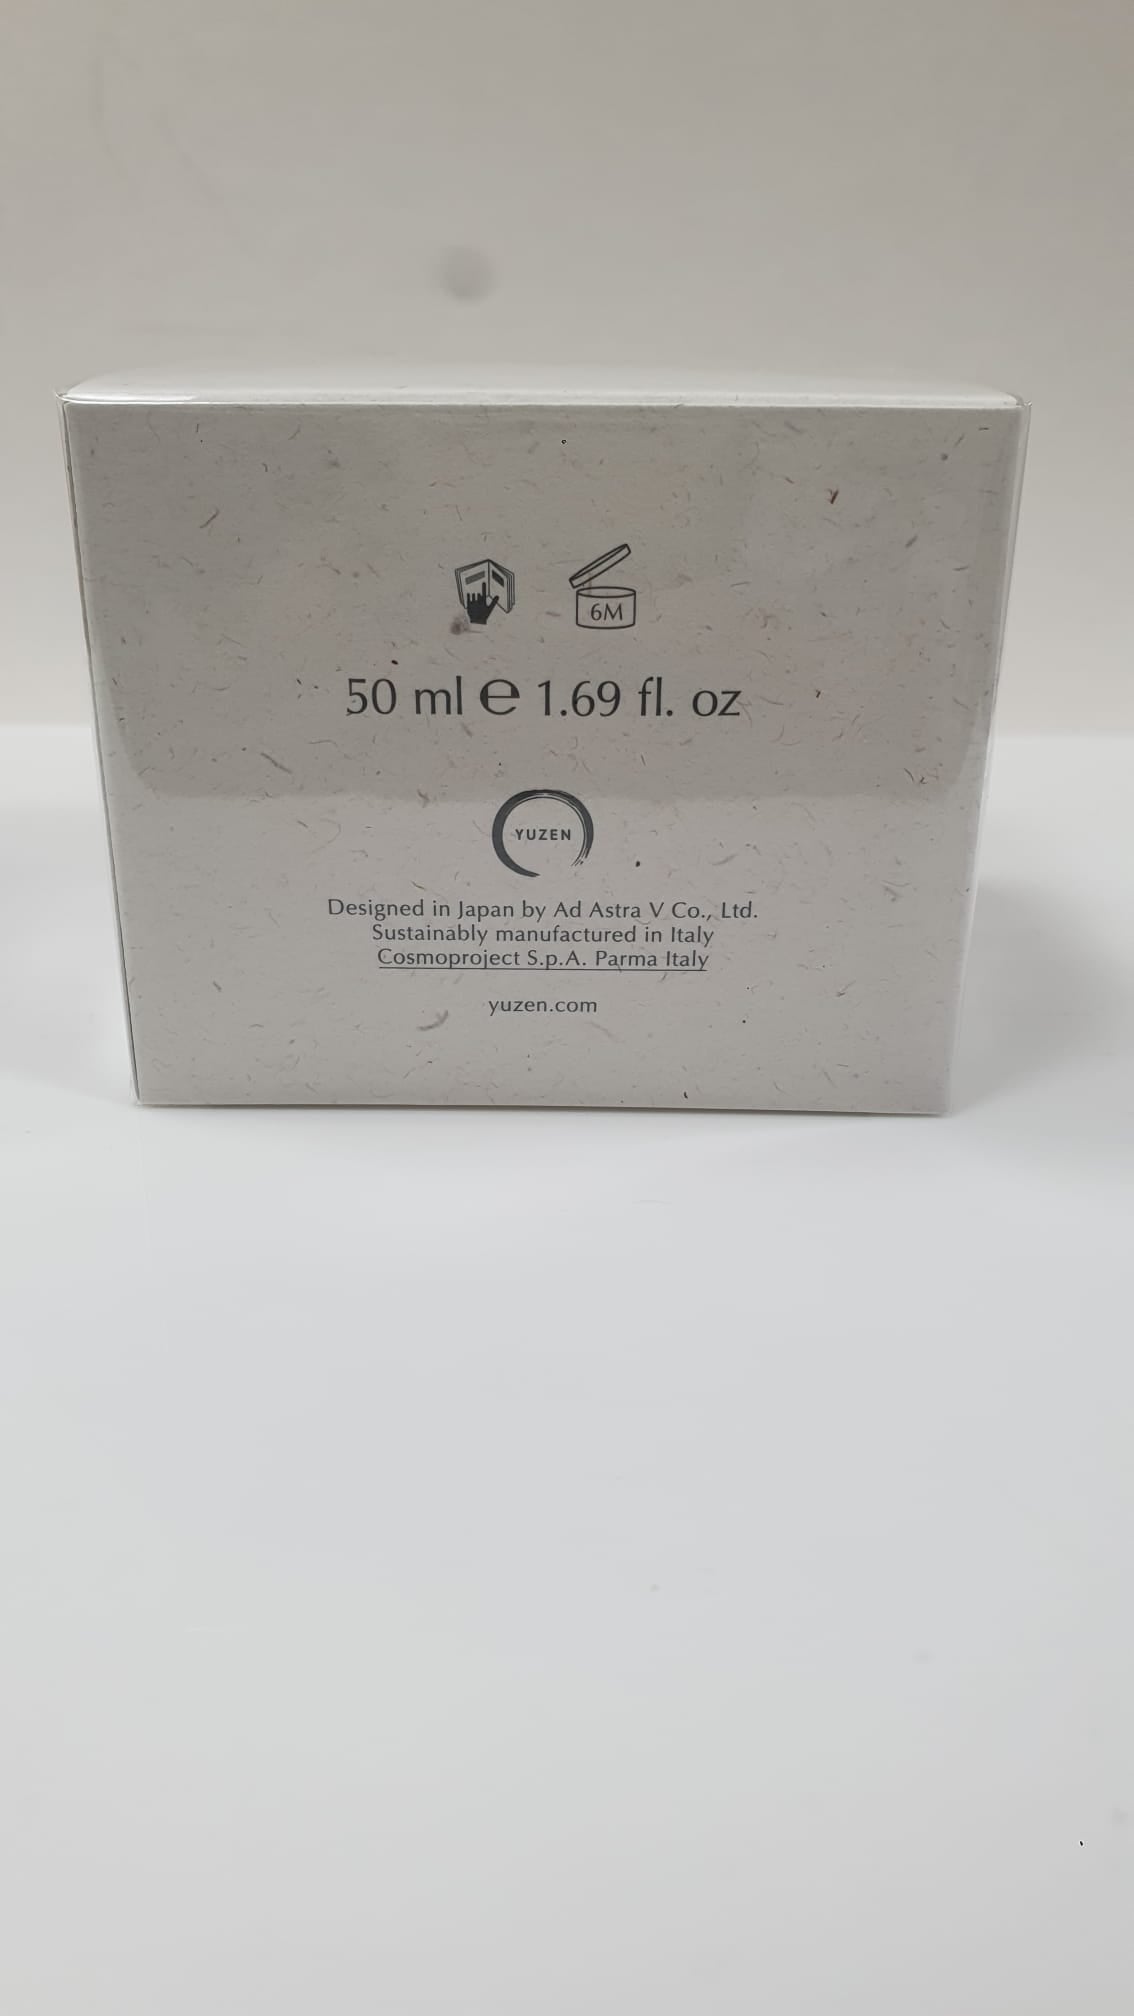 6M
50 ml ℮ 1.69 fl. oz
YUZEN
Designed in Japan by Ad Astra V Co., Ltd.
Sustainably manufactured in Italy
Cosmoproject S.p.A. Parma Italy
yuzen.com